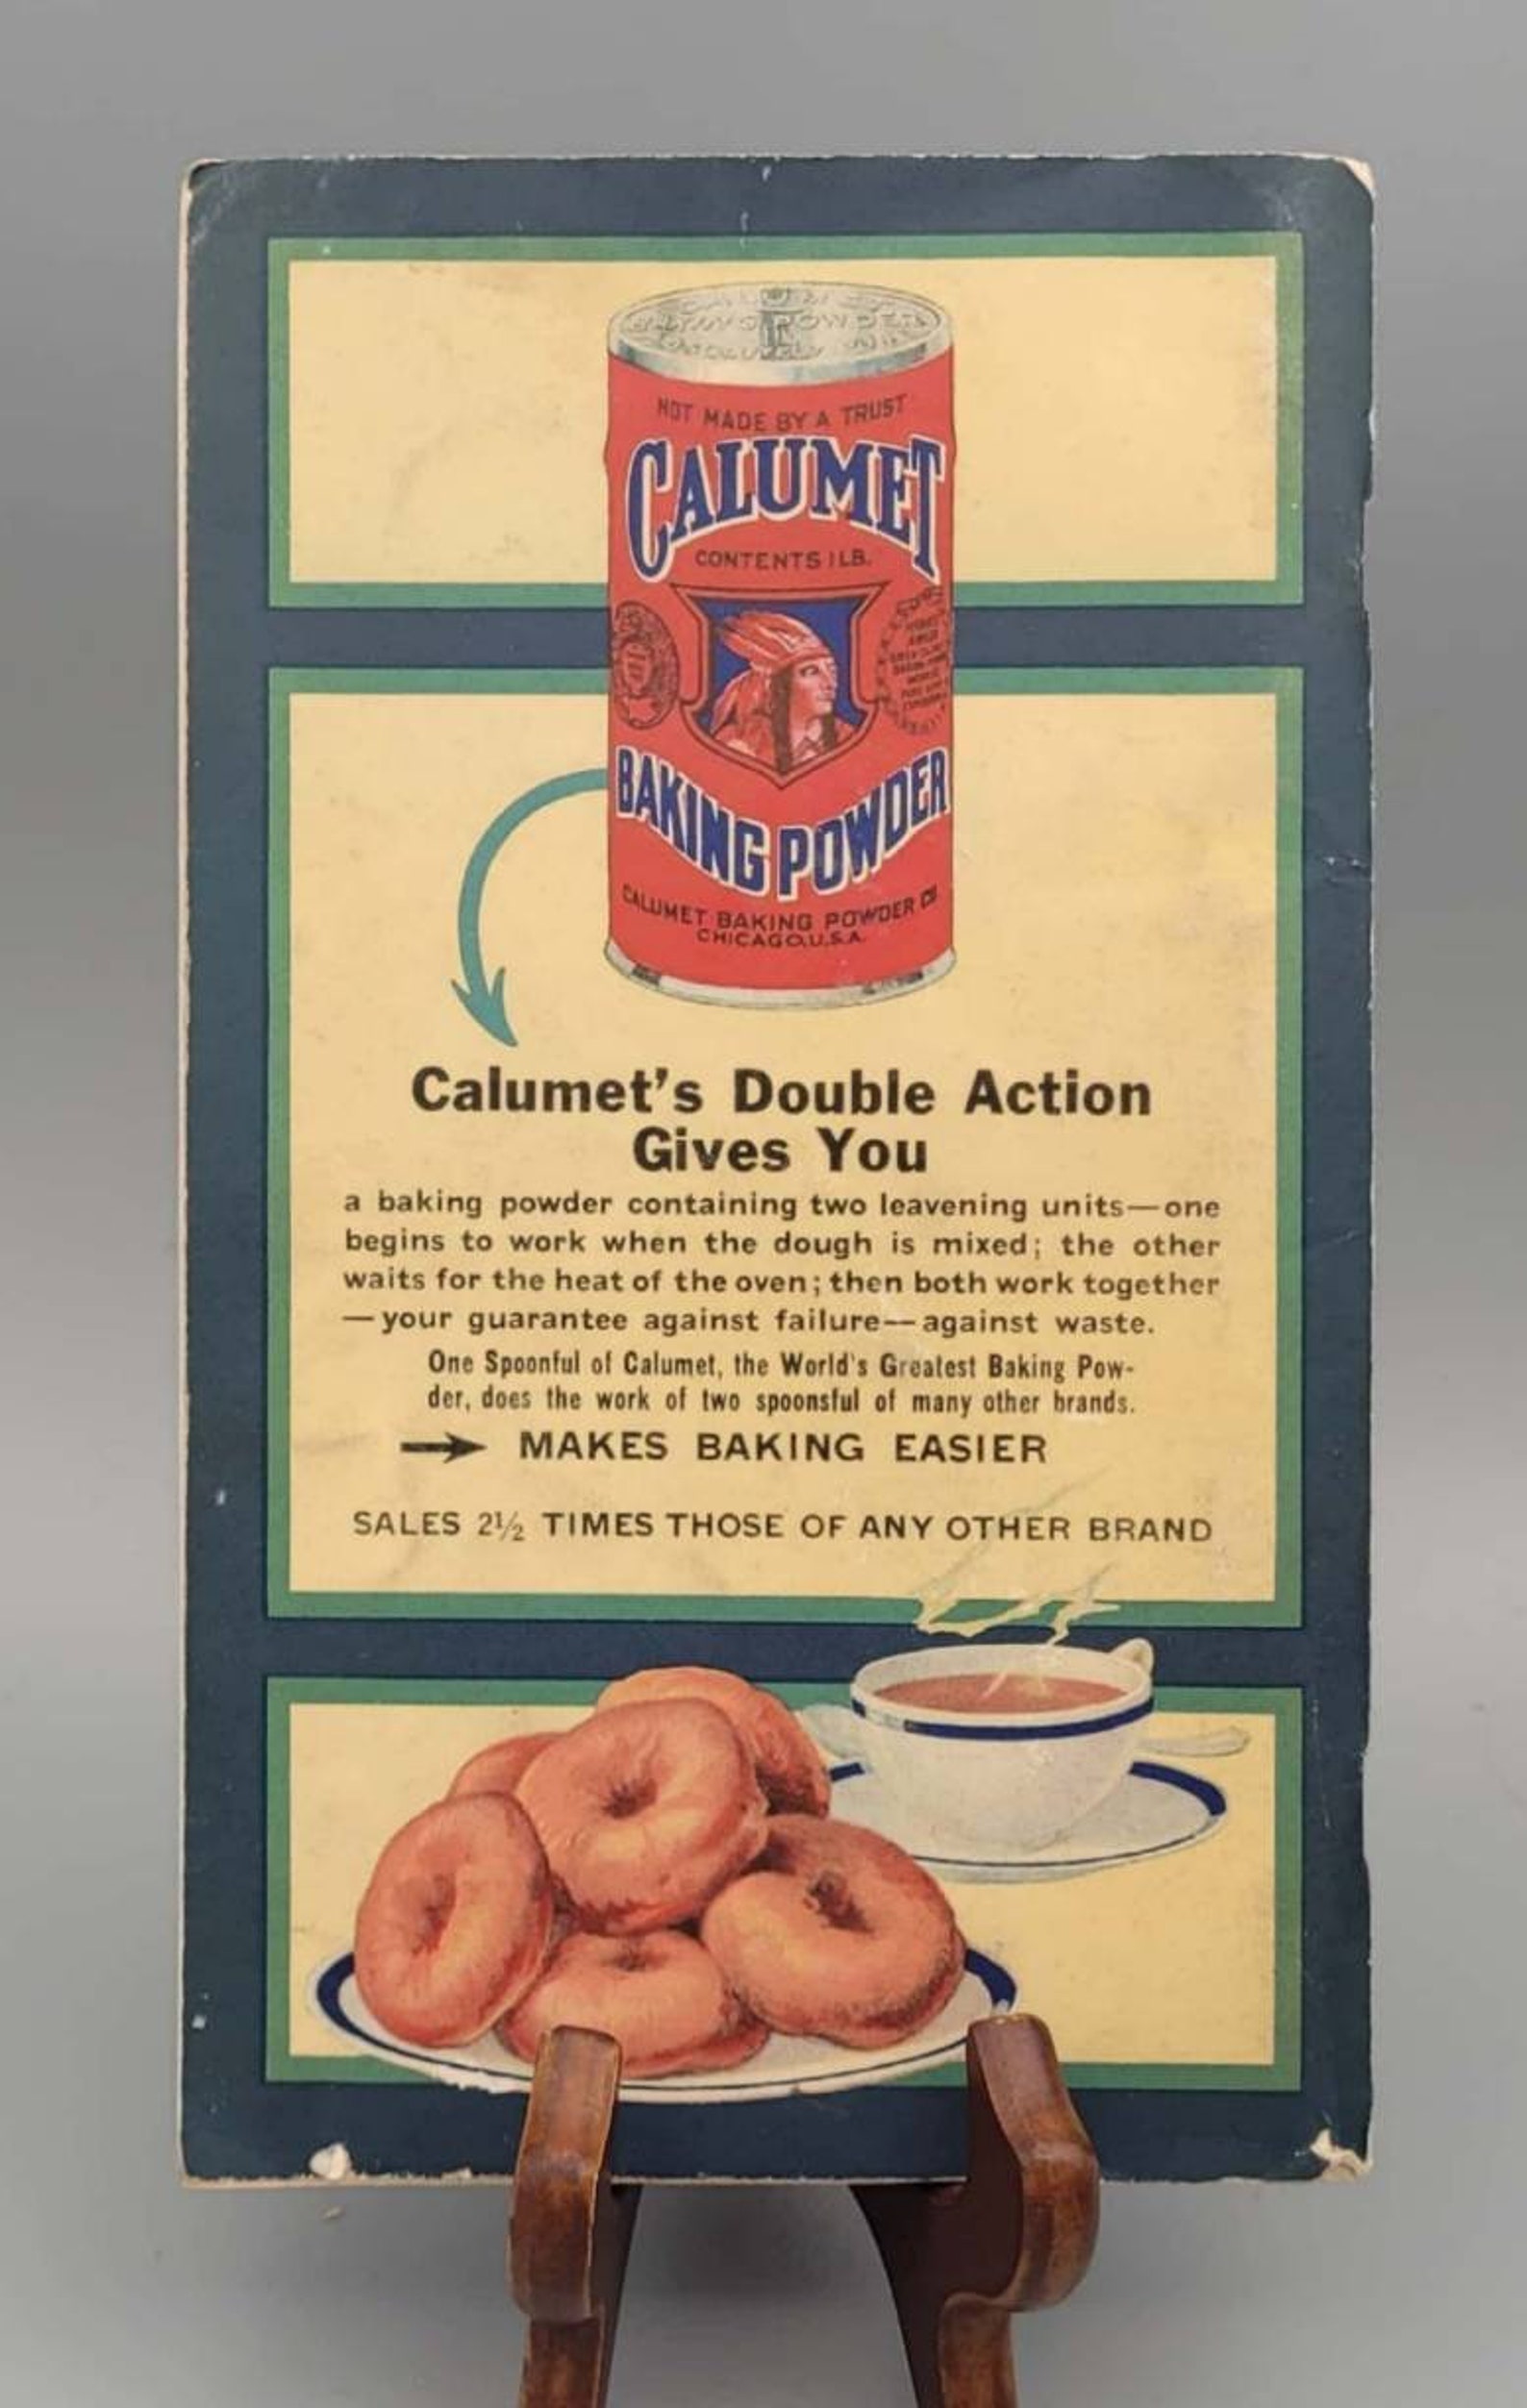 CALUMET
BAKING POWDER
ABSOLUTELY
NOT MADE BY A TRUST
CALUMET
CONTENTS 1 LB.
BAKING POWDER
CALUMET BAKING POWDER CO
CHICAGO, U.S.A.
Calumet's Double Action
Gives You
a baking powder containing two leavening units—one
begins to work when the dough is mixed; the other
waits for the heat of the oven; then both work together
—your guarantee against failure—against waste.
One Spoonful of Calumet, the World's Greatest Baking Pow-
der, does the work of two spoonsful of many other brands.
MAKES BAKING EASIER
SALES 2½ TIMES THOSE OF ANY OTHER BRAND